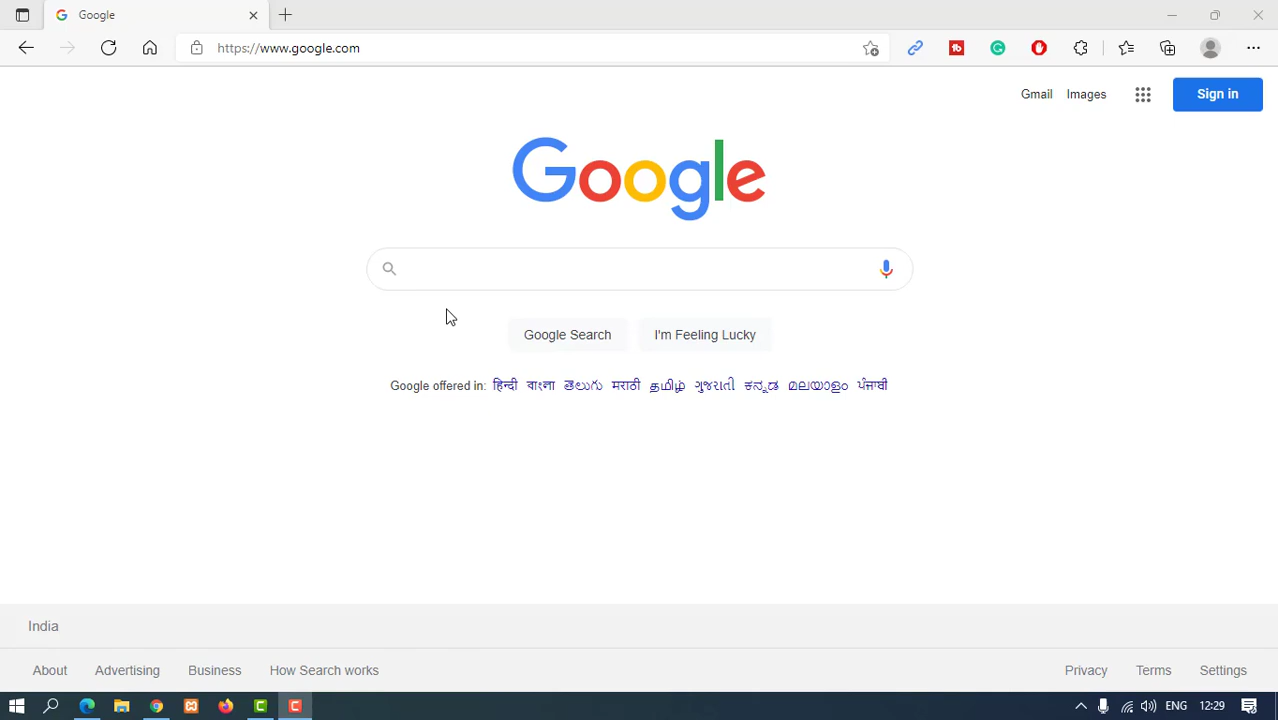 Google
https://www.google.com
Gmail Images Sign in
Google
Google Search I'm Feeling Lucky
Google offered in: हिन्दी বাংলা తెలుగు मराठी தமிழ் ગુજરાતી ಕನ್ನಡ മലയാളം ਪੰਜਾਬੀ
India
About Advertising Business How Search works Privacy Terms Settings
ENG 12:29